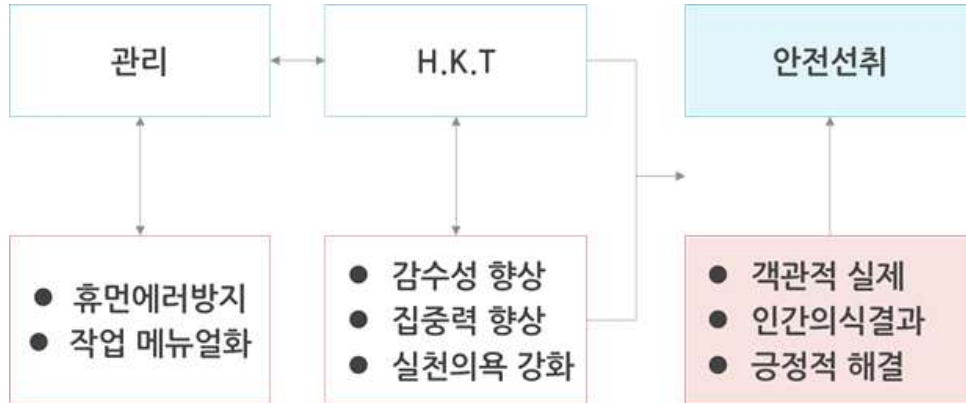 관리
H.K.T
안전선취
● 휴먼에러방지
● 작업 메뉴얼화
● 감수성 향상
● 집중력 향상
● 실천의욕 강화
● 객관적 실제
● 인간의식결과
● 긍정적 해결